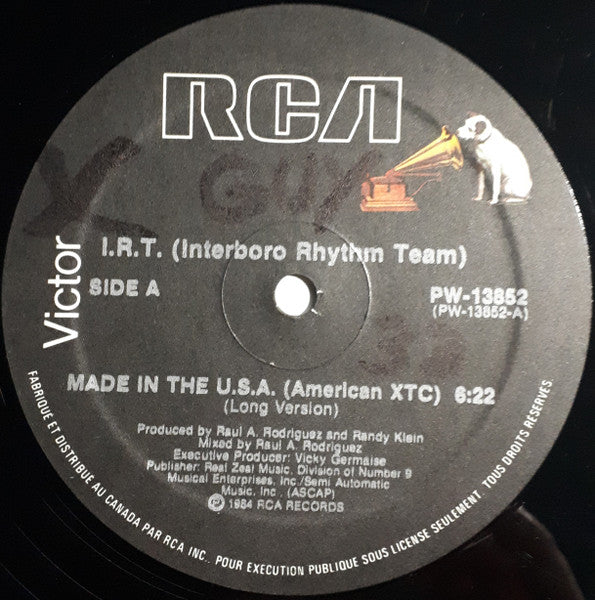 RCA
X GUY
Victor
I.R.T. (Interboro Rhythm Team)
SIDE A
PW-13852
(PW-13852-A)
MADE IN THE U.S.A. (American XTC) 6:22
(Long Version)
Produced by Raul A. Rodriguez and Randy Klein
Mixed by Raul A. Rodriguez
Executive Producer: Vicky Germaise
Publisher: Real Zeal Music, Division of Number 9
Musical Enterprises, Inc./Semi Automatic
Music, Inc., (ASCAP)
℗ 1984 RCA RECORDS
FABRIQUE ET DISTRIBUE AU CANADA PAR RCA INC., POUR EXECUTION PUBLIQUE SOUS LICENSE SEULEMENT. TOUS DROITS RESERVES